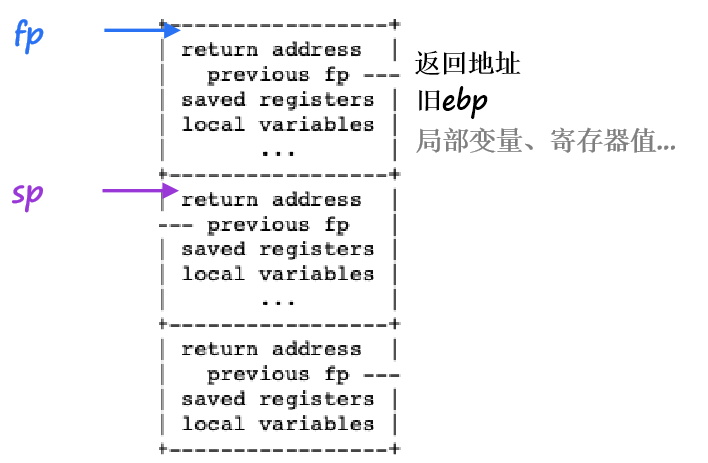 fp
return address
previous fp
saved registers
local variables
...
返回地址
旧ebp
局部变量、寄存器值...
sp
return address
previous fp
saved registers
local variables
...
return address
previous fp
saved registers
local variables